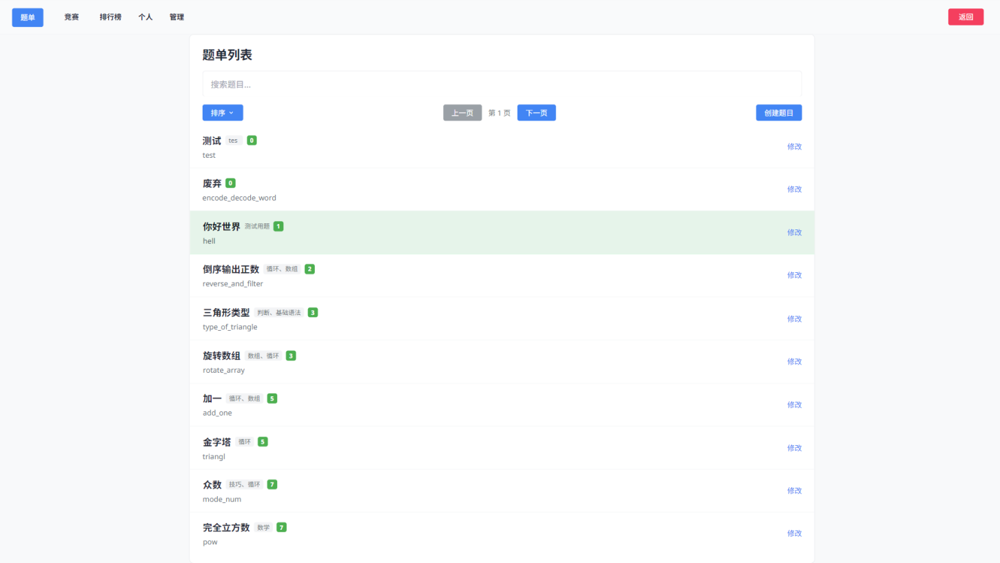 题单 竞赛 排行榜 个人 管理 返回
题单列表
搜索题目...
排序 上一页 第 1 页 下一页 创建题目
测试 tes 0
test
修改
废弃 0
encode_decode_word
修改
你好世界 测试用题 1
hell
修改
倒序输出正数 循环、数组 2
reverse_and_filter
修改
三角形类型 判断、基础语法 3
type_of_triangle
修改
旋转数组 数组、循环 3
rotate_array
修改
加一 循环、数组 5
add_one
修改
金字塔 循环 5
triangl
修改
众数 技巧、循环 7
mode_num
修改
完全立方数 数学 7
pow
修改